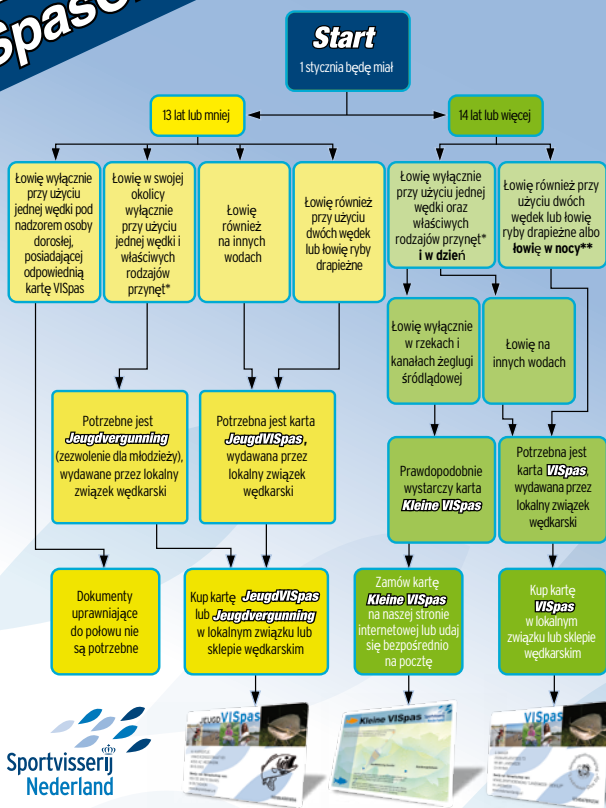 Start
1 stycznia będę miał
13 lat lub mniej
14 lat lub więcej
Łowię wyłącznie
przy użyciu
jednej wędki pod
nadzorem osoby
dorosłej,
posiadającej
odpowiednią
kartę VISpas
Łowię w swojej
okolicy
wyłącznie
przy użyciu
jednej wędki i
właściwych
rodzajów
przynęt*
Łowię
również
na innych
wodach
Łowię również
przy użyciu
dwóch wędek
lub łowię ryby
drapieżne
Łowię wyłącznie
przy użyciu jednej
wędki oraz
właściwych
rodzajów przynęt*
i w dzień
Łowię również przy
użyciu dwóch
wędek lub łowię
ryby drapieżne albo
łowię w nocy**
Łowię wyłącznie
w rzekach i
kanałach żeglugi
śródlądowej
Łowię na
innych wodach
Potrzebne jest
Jeugdvergunning
(zezwolenie dla młodzieży),
wydawane przez lokalny
związek wędkarski
Potrzebna jest karta
JeugdVISpas,
wydawana przez
lokalny związek
wędkarski
Prawdopodobnie
wystarczy karta
Kleine VISpas
Potrzebna jest
karta VISpas,
wydawana przez
lokalny związek
wędkarski
Dokumenty
uprawniające
do połowu nie
są potrzebne
Kup kartę JeugdVISpas
lub Jeugdvergunning
w lokalnym związku lub
sklepie wędkarskim
Zamów kartę
Kleine VISpas
na naszej stronie
internetowej lub udaj
się bezpośrednio
na pocztę
Kup kartę
VISpas
w lokalnym
związku lub sklepie
wędkarskim
JEUGDVISpas
Kleine VISpas
VISpas
Sportvisserij
Nederland